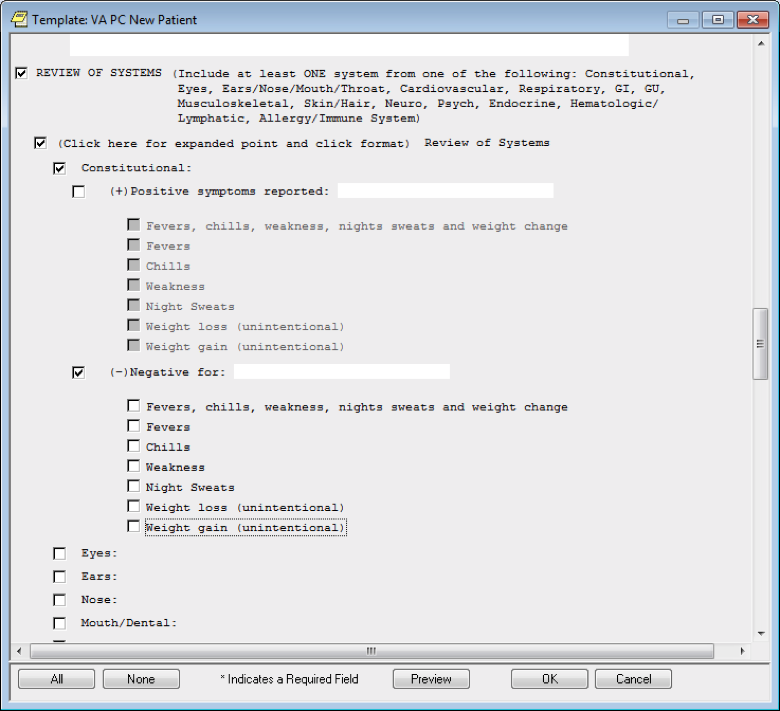 Template: VA PC New Patient
REVIEW OF SYSTEMS (Include at least ONE system from one of the following: Constitutional,
Eyes, Ears/Nose/Mouth/Throat, Cardiovascular, Respiratory, GI, GU,
Musculoskeletal, Skin/Hair, Neuro, Psych, Endocrine, Hematologic/
Lymphatic, Allergy/Immune System)
(Click here for expanded point and click format) Review of Systems
Constitutional:
(+)Positive symptoms reported:
Fevers, chills, weakness, nights sweats and weight change
Fevers
Chills
Weakness
Night Sweats
Weight loss (unintentional)
Weight gain (unintentional)
(-)Negative for:
Fevers, chills, weakness, nights sweats and weight change
Fevers
Chills
Weakness
Night Sweats
Weight loss (unintentional)
Weight gain (unintentional)
Eyes:
Ears:
Nose:
Mouth/Dental:
All None * Indicates a Required Field Preview OK Cancel